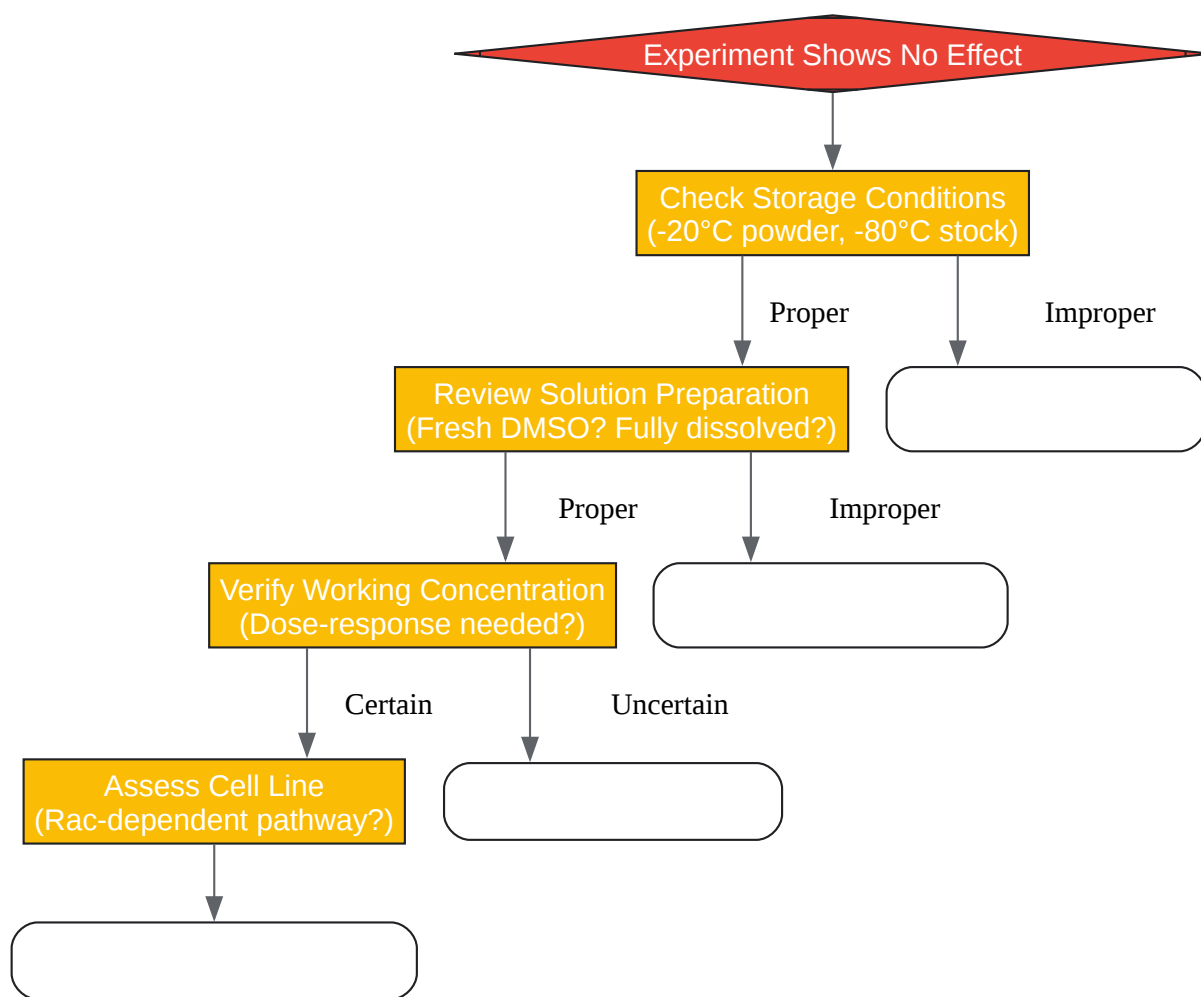 Experiment Shows No Effect
Check Storage Conditions
(-20°C powder, -80°C stock)
Proper
Improper
Review Solution Preparation
(Fresh DMSO? Fully dissolved?)
Proper
Improper
Verify Working Concentration
(Dose-response needed?)
Certain
Uncertain
Assess Cell Line
(Rac-dependent pathway?)